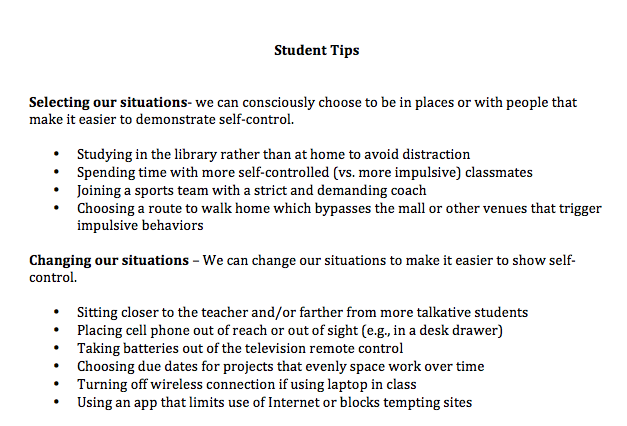 Student Tips
Selecting our situations- we can consciously choose to be in places or with people that
make it easier to demonstrate self-control.
• Studying in the library rather than at home to avoid distraction
• Spending time with more self-controlled (vs. more impulsive) classmates
• Joining a sports team with a strict and demanding coach
• Choosing a route to walk home which bypasses the mall or other venues that trigger
impulsive behaviors
Changing our situations – We can change our situations to make it easier to show self-
control.
• Sitting closer to the teacher and/or farther from more talkative students
• Placing cell phone out of reach or out of sight (e.g., in a desk drawer)
• Taking batteries out of the television remote control
• Choosing due dates for projects that evenly space work over time
• Turning off wireless connection if using laptop in class
• Using an app that limits use of Internet or blocks tempting sites